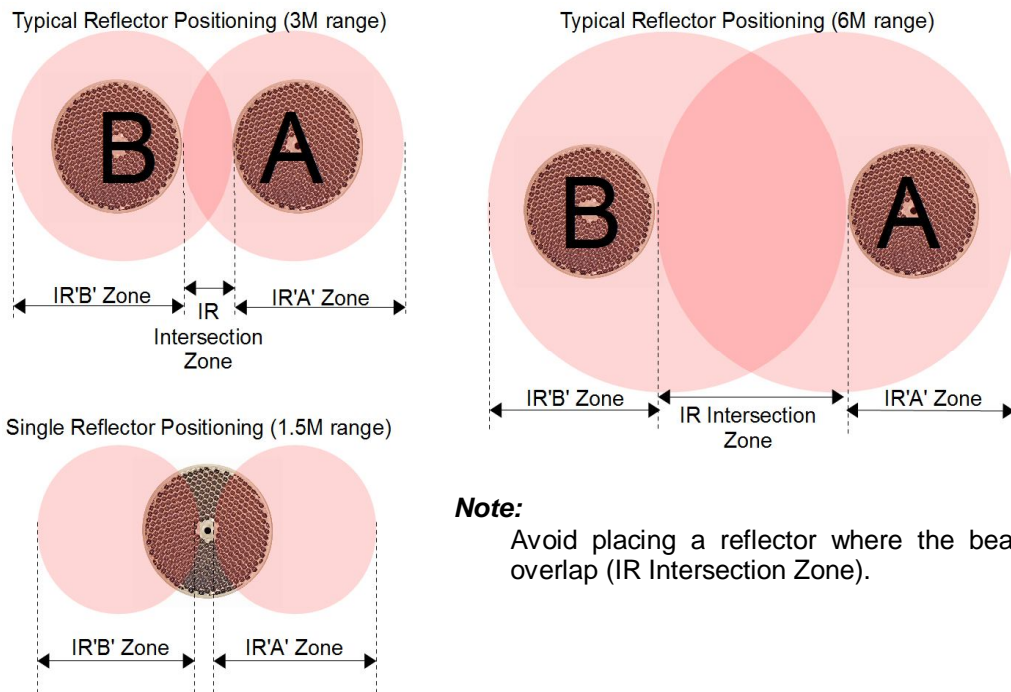 Typical Reflector Positioning (3M range)
B
A
IR'B' Zone
IR
Intersection
Zone
IR'A' Zone
Typical Reflector Positioning (6M range)
B
A
IR'B' Zone
IR Intersection
Zone
IR'A' Zone
Single Reflector Positioning (1.5M range)
IR'B' Zone
IR'A' Zone
Note:
Avoid placing a reflector where the bea
overlap (IR Intersection Zone).